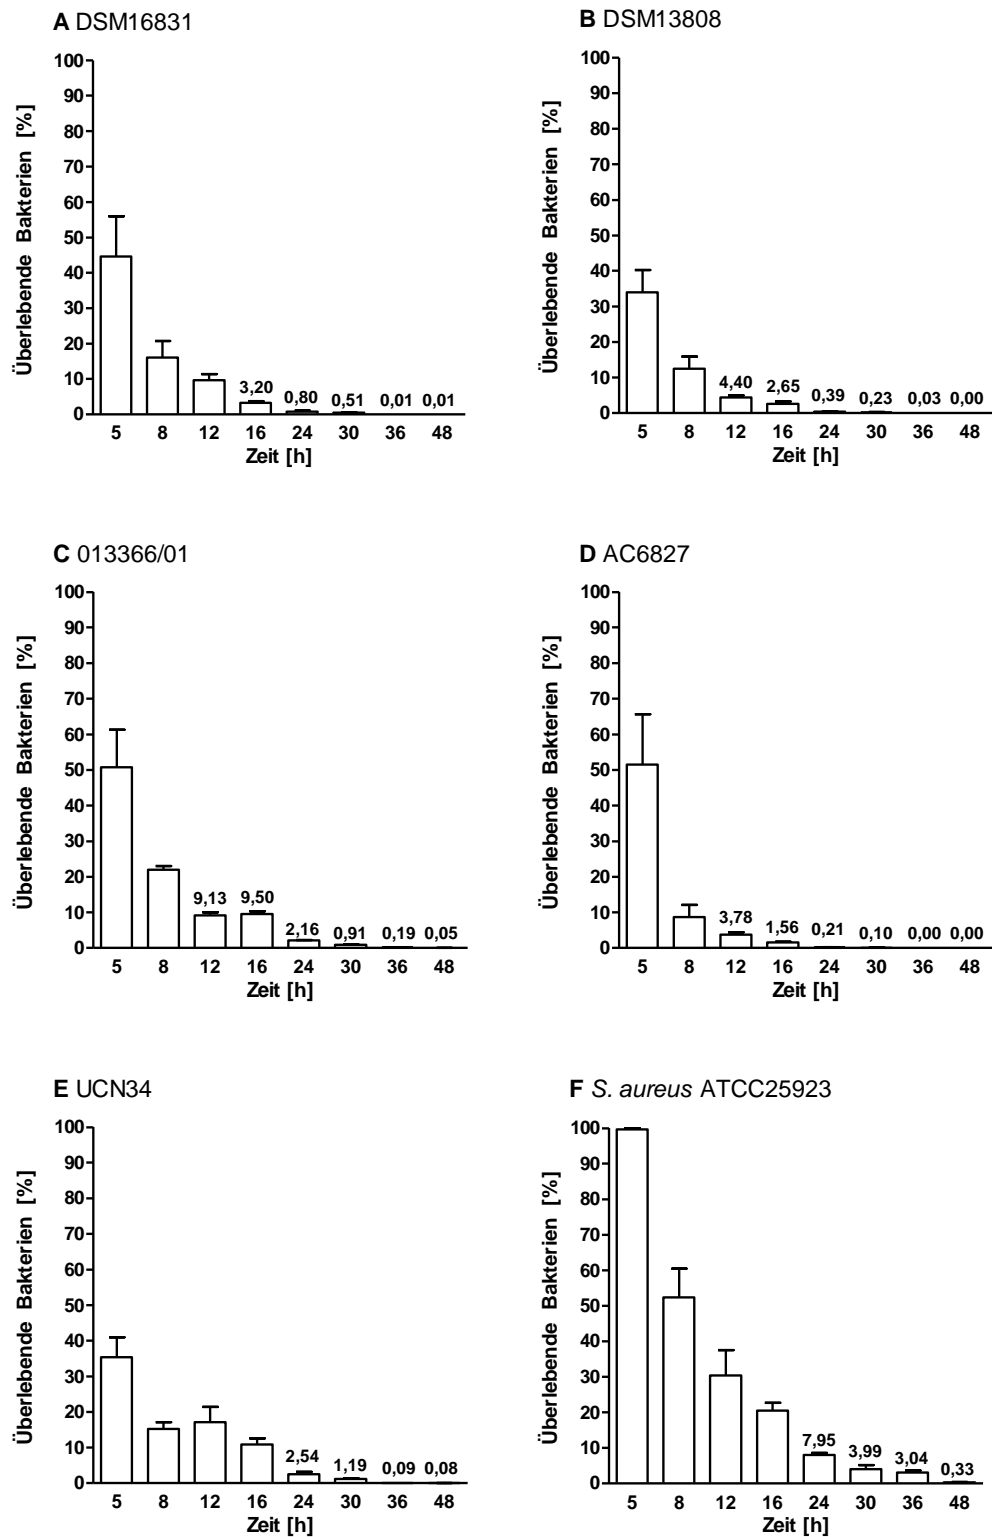 A DSM16831
Überlebende Bakterien [%]
100
90
80
70
60
50
40
30
20
10
0
3,20 0,80 0,51 0,01 0,01
5 8 12 16 24 30 36 48
Zeit [h]
B DSM13808
Überlebende Bakterien [%]
100
90
80
70
60
50
40
30
20
10
0
4,40 2,65 0,39 0,23 0,03 0,00
5 8 12 16 24 30 36 48
Zeit [h]
C 013366/01
Überlebende Bakterien [%]
100
90
80
70
60
50
40
30
20
10
0
9,13 9,50 2,16 0,91 0,19 0,05
5 8 12 16 24 30 36 48
Zeit [h]
D AC6827
Überlebende Bakterien [%]
100
90
80
70
60
50
40
30
20
10
0
3,78 1,56 0,21 0,10 0,00 0,00
5 8 12 16 24 30 36 48
Zeit [h]
E UCN34
Überlebende Bakterien [%]
100
90
80
70
60
50
40
30
20
10
0
2,54 1,19 0,09 0,08
5 8 12 16 24 30 36 48
Zeit [h]
F S. aureus ATCC25923
Überlebende Bakterien [%]
100
90
80
70
60
50
40
30
20
10
0
7,95 3,99 3,04 0,33
5 8 12 16 24 30 36 48
Zeit [h]